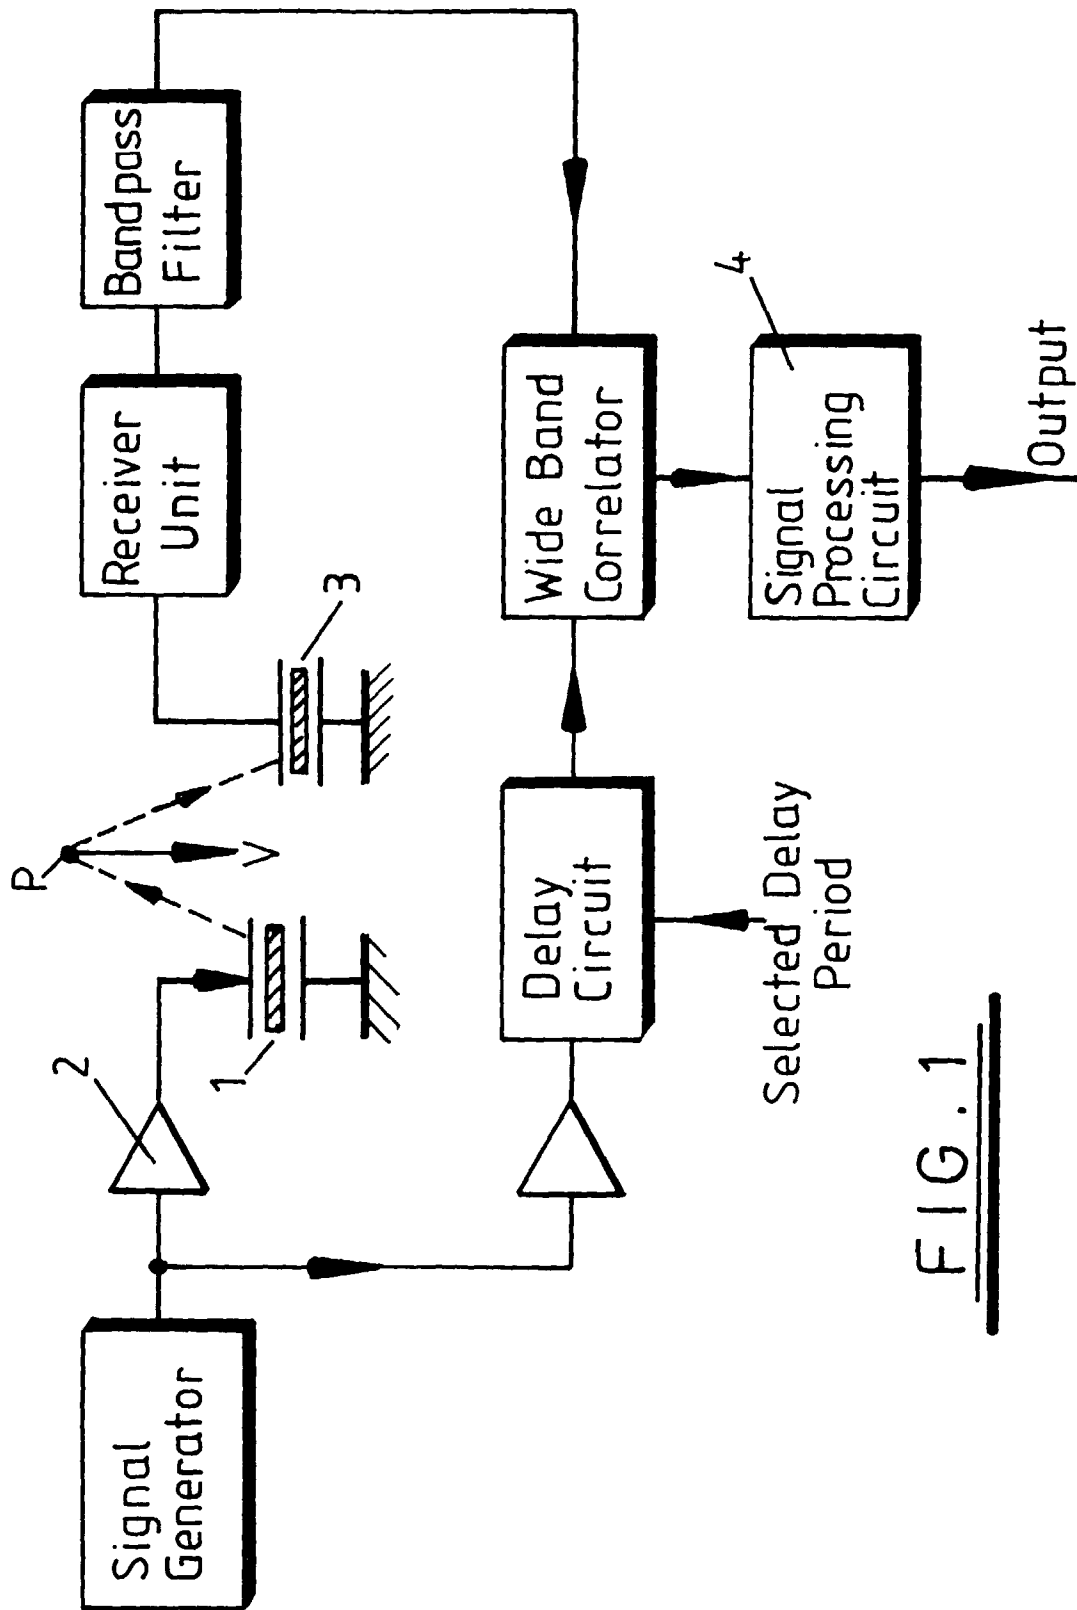 Signal
Generator
2
1
P
V
3
Receiver
Unit
Bandpass
Filter
Delay
Circuit
Selected Delay
Period
Wide Band
Correlator
4
Signal
Processing
Circuit
Output
FIG. 1